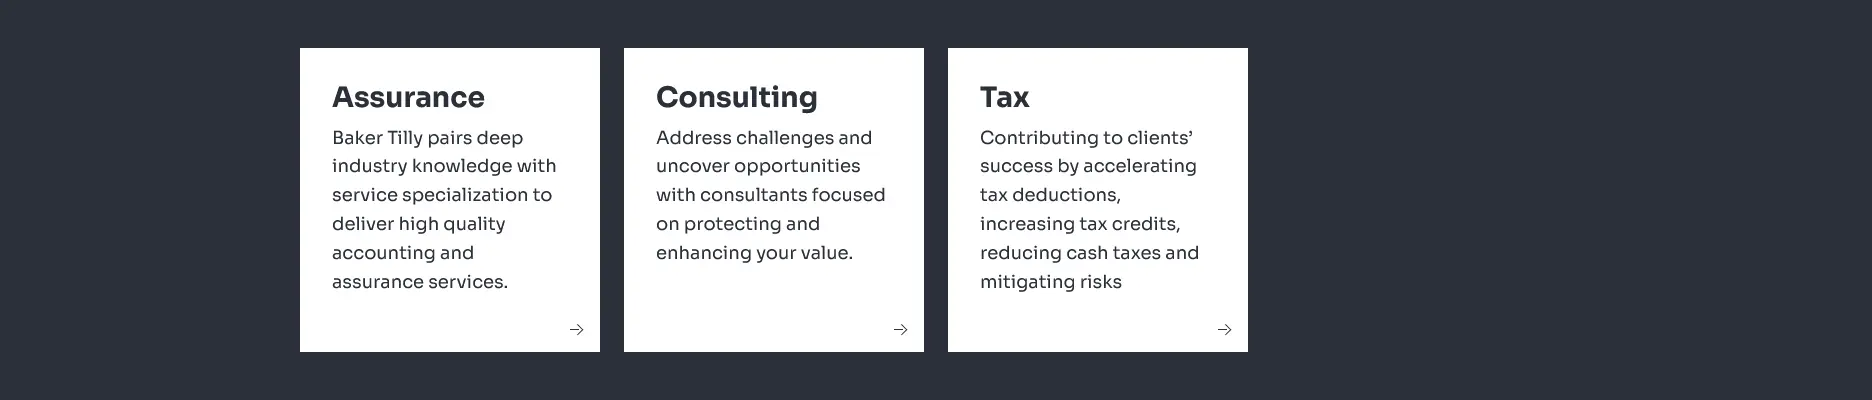 Assurance
Baker Tilly pairs deep
industry knowledge with
service specialization to
deliver high quality
accounting and
assurance services.
Consulting
Address challenges and
uncover opportunities
with consultants focused
on protecting and
enhancing your value.
Tax
Contributing to clients’
success by accelerating
tax deductions,
increasing tax credits,
reducing cash taxes and
mitigating risks